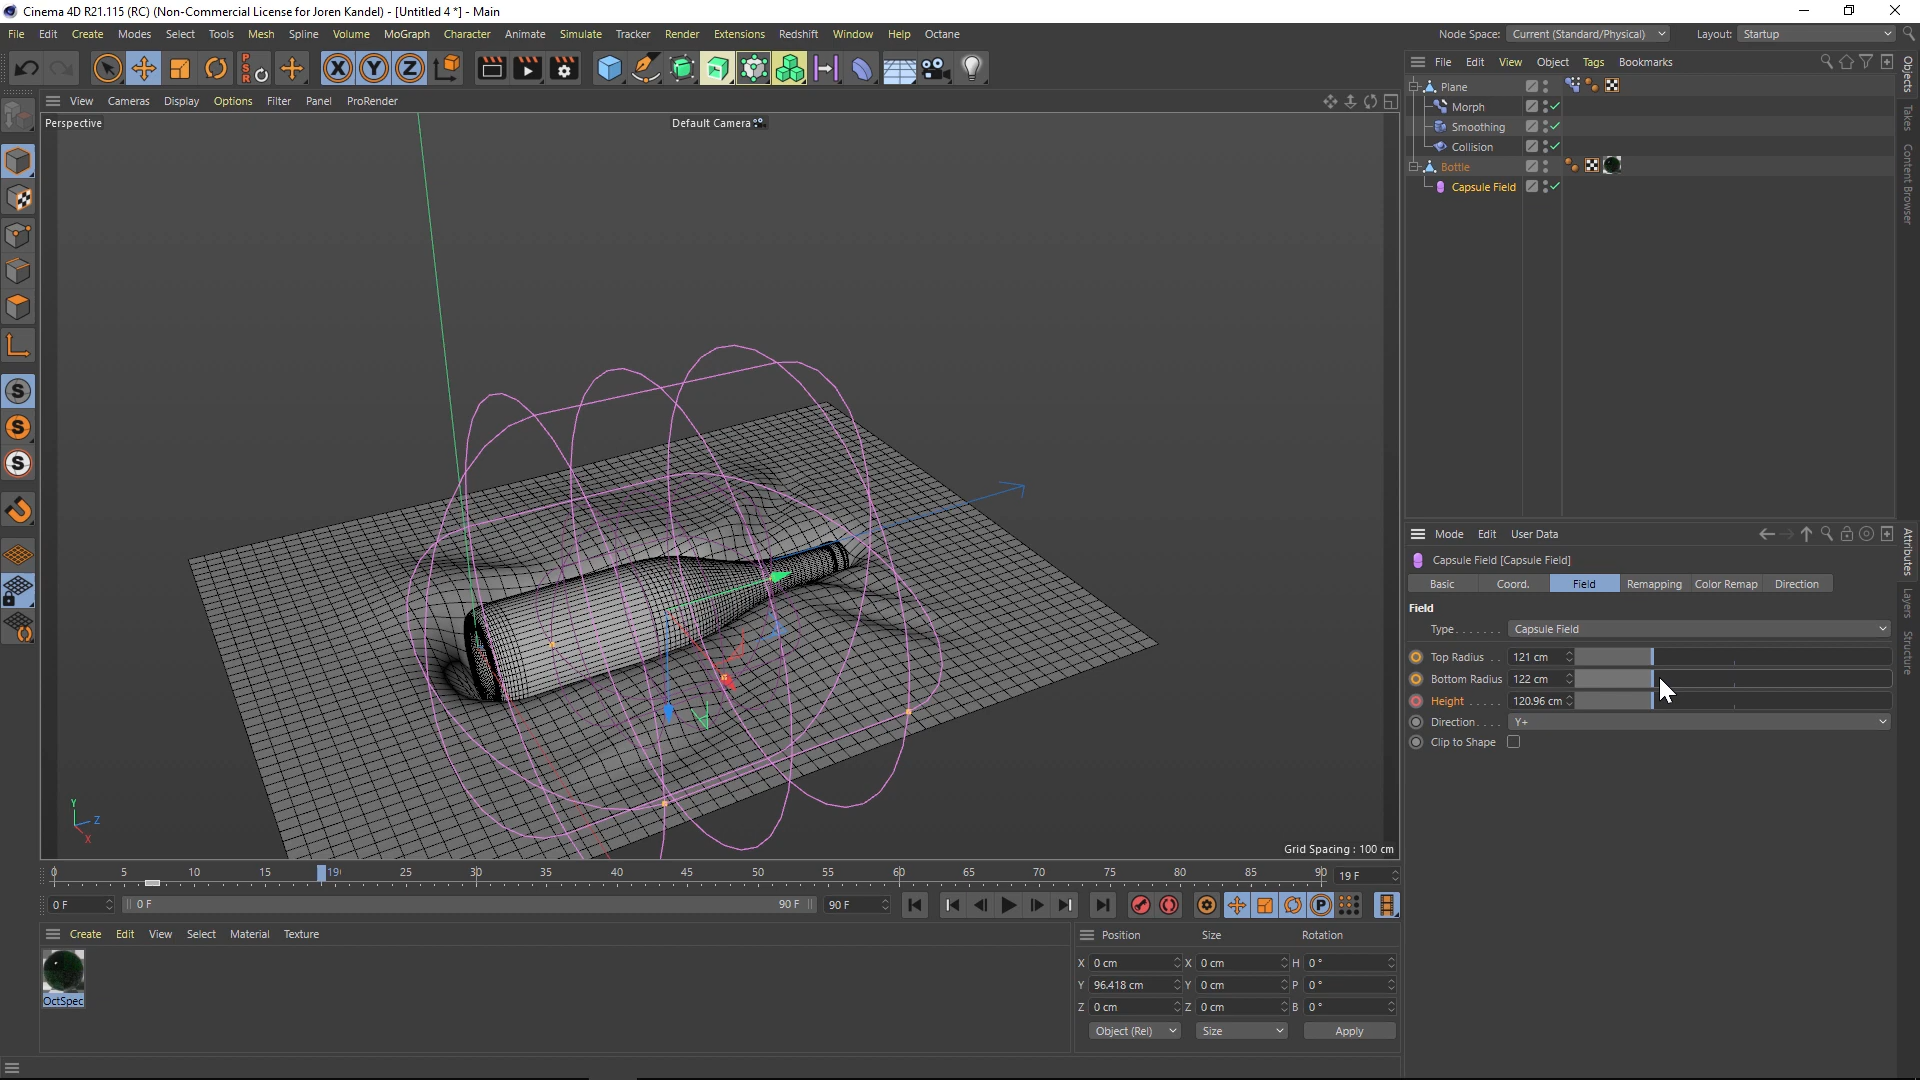 Cinema 4D R21.115 (RC) (Non-Commercial License for Joren Kandel) - [Untitled 4 *] - Main
File Edit Create Modes Select Tools Mesh Spline Volume MoGraph Character Animate Simulate Tracker Render Extensions Redshift Window Help Octane
Node Space: Current (Standard/Physical) Layout: Startup
PSR X Y Z
File Edit View Object Tags Bookmarks
View Cameras Display Options Filter Panel ProRender
Perspective
Default Camera
Plane
Morph
Smoothing
Collision
Bottle
Capsule Field
Objects
Takes
Content Browser
Mode Edit User Data
Capsule Field [Capsule Field]
Basic Coord. Field Remapping Color Remap Direction
Field
Type Capsule Field
Top Radius 121 cm
Bottom Radius 122 cm
Height 120.96 cm
Direction Y+
Clip to Shape
Attributes
Layers
Structure
S
S
S
Y
Z
X
Grid Spacing : 100 cm
0 5 10 15 19 25 30 35 40 45 50 55 60 65 70 75 80 85 90 19 F
0 F 0 F 90 F 90 F P
Create Edit View Select Material Texture
OctSpec
Position Size Rotation
X 0 cm X 0 cm H 0 °
Y 96.418 cm Y 0 cm P 0 °
Z 0 cm Z 0 cm B 0 °
Object (Rel) Size Apply